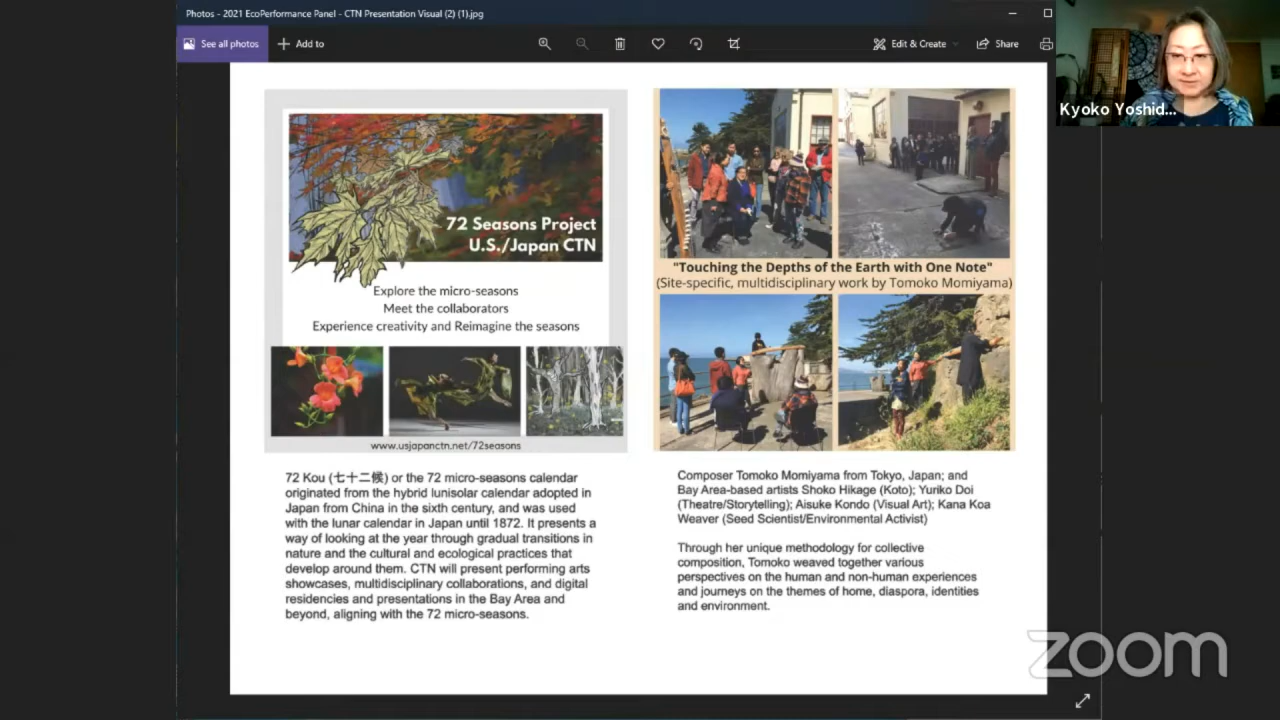 Photos - 2021 EcoPerformance Panel - CTN Presentation Visual (2) (1).jpg
See all photos
Add to
Edit & Create
Share
Kyoko Yoshid...
72 Seasons Project
U.S./Japan CTN
Explore the micro-seasons
Meet the collaborators
Experience creativity and Reimagine the seasons
www.usjapanctn.net/72seasons
72 Kou (七十二候) or the 72 micro-seasons calendar
originated from the hybrid lunisolar calendar adopted in
Japan from China in the sixth century, and was used
with the lunar calendar in Japan until 1872. It presents a
way of looking at the year through gradual transitions in
nature and the cultural and ecological practices that
develop around them. CTN will present performing arts
showcases, multidisciplinary collaborations, and digital
residencies and presentations in the Bay Area and
beyond, aligning with the 72 micro-seasons.
"Touching the Depths of the Earth with One Note"
(Site-specific, multidisciplinary work by Tomoko Momiyama)
Composer Tomoko Momiyama from Tokyo, Japan; and
Bay Area-based artists Shoko Hikage (Koto); Yuriko Doi
(Theatre/Storytelling); Aisuke Kondo (Visual Art); Kana Koa
Weaver (Seed Scientist/Environmental Activist)
Through her unique methodology for collective
composition, Tomoko weaved together various
perspectives on the human and non-human experiences
and journeys on the themes of home, diaspora, identities
and environment.
zoom